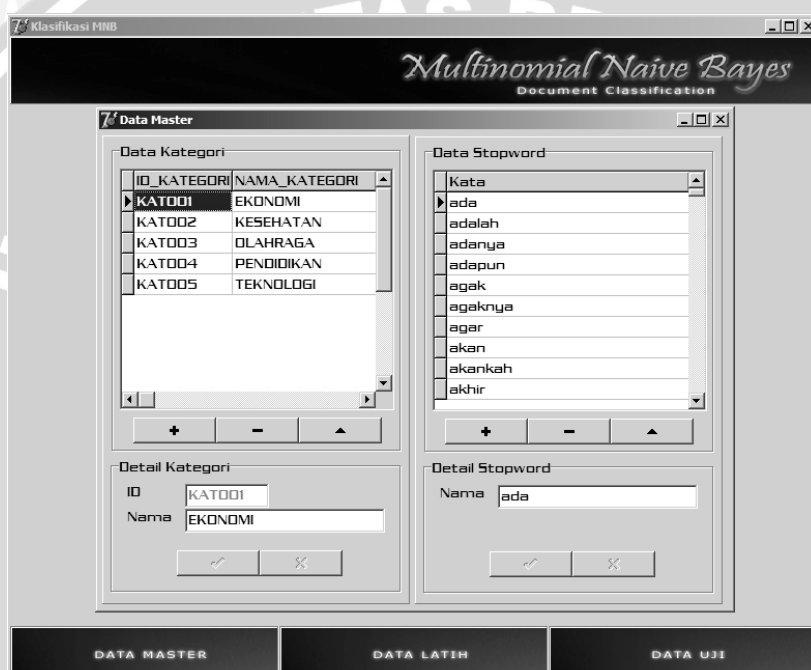 Klasifikasi MNB
Multinomial Naive Bayes
Document Classification
Data Master
Data Kategori
ID_KATEGORI NAMA_KATEGORI
KAT001 EKONOMI
KAT002 KESEHATAN
KAT003 OLAHRAGA
KAT004 PENDIDIKAN
KAT005 TEKNOLOGI
Detail Kategori
ID KAT001
Nama EKONOMI
Data Stopword
Kata
ada
adalah
adanya
adapun
agak
agaknya
agar
akan
akankah
akhir
Detail Stopword
Nama ada
DATA MASTER DATA LATIH DATA UJI